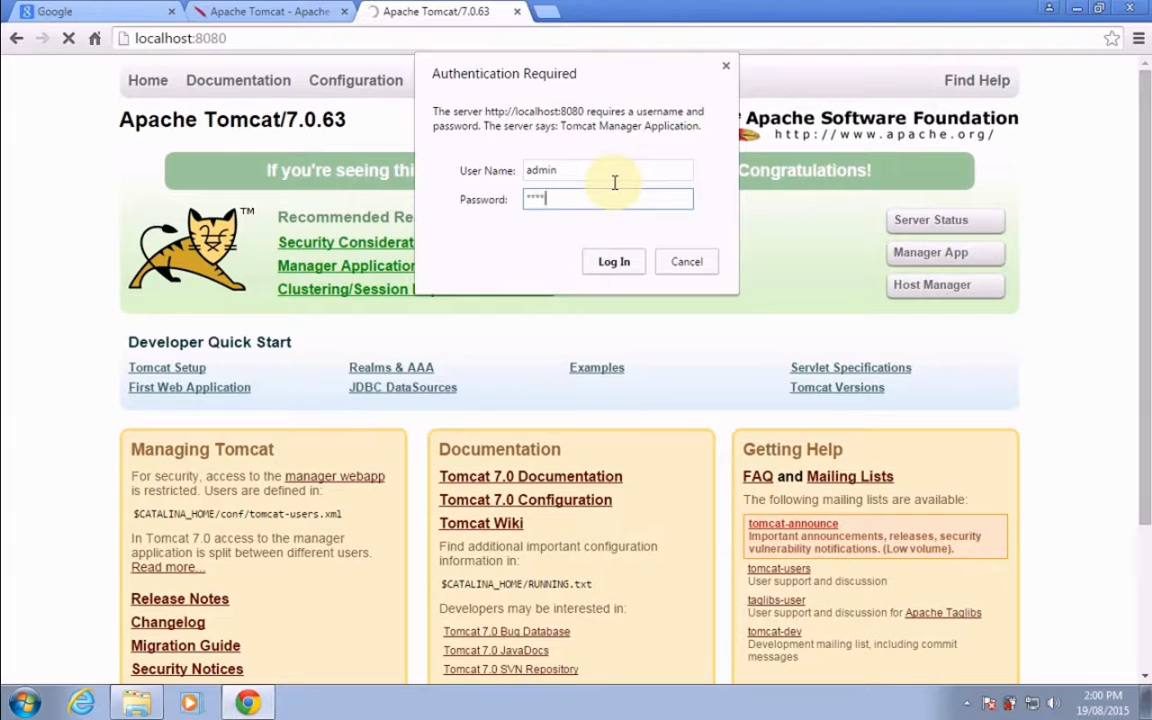 Google
Apache Tomcat - Apache
Apache Tomcat/7.0.63
localhost:8080
Home
Documentation
Configuration
Find Help
Authentication Required
The server http://localhost:8080 requires a username and
password. The server says: Tomcat Manager Application.
User Name: admin
Password: ****
Log In
Cancel
Apache Tomcat/7.0.63
Apache Software Foundation
http://www.apache.org/
If you're seeing thi
Congratulations!
TM
Recommended Re
Security Considerat
Manager Application
Clustering/Session
Server Status
Manager App
Host Manager
Developer Quick Start
Tomcat Setup
First Web Application
Realms & AAA
JDBC DataSources
Examples
Servlet Specifications
Tomcat Versions
Managing Tomcat
For security, access to the manager webapp
is restricted. Users are defined in:
$CATALINA_HOME/conf/tomcat-users.xml
In Tomcat 7.0 access to the manager
application is split between different users.
Read more...
Release Notes
Changelog
Migration Guide
Security Notices
Documentation
Tomcat 7.0 Documentation
Tomcat 7.0 Configuration
Tomcat Wiki
Find additional important configuration
information in:
$CATALINA_HOME/RUNNING.txt
Developers may be interested in:
Tomcat 7.0 Bug Database
Tomcat 7.0 JavaDocs
Tomcat 7.0 SVN Repository
Getting Help
FAQ and Mailing Lists
The following mailing lists are available:
tomcat-announce
Important announcements, releases, security
vulnerability notifications. (Low volume).
tomcat-users
User support and discussion
taglibs-user
User support and discussion for Apache Taglibs
tomcat-dev
Development mailing list, including commit
messages
2:00 PM
19/08/2015